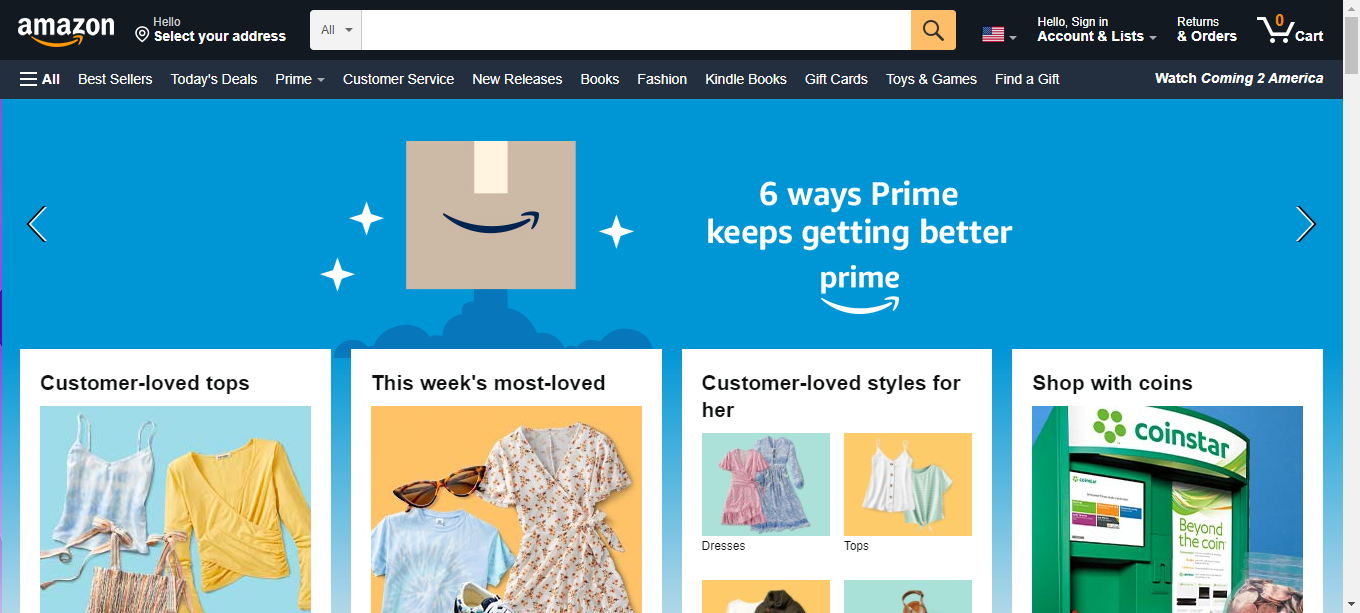 amazon
Hello
Select your address
All
Hello, Sign in
Account & Lists
Returns
& Orders
0
Cart
All
Best Sellers
Today's Deals
Prime
Customer Service
New Releases
Books
Fashion
Kindle Books
Gift Cards
Toys & Games
Find a Gift
Watch Coming 2 America
6 ways Prime
keeps getting better
prime
Customer-loved tops
This week's most-loved
Customer-loved styles for
her
Dresses
Tops
Shop with coins
coinstar
coinstar
Beyond
the coin